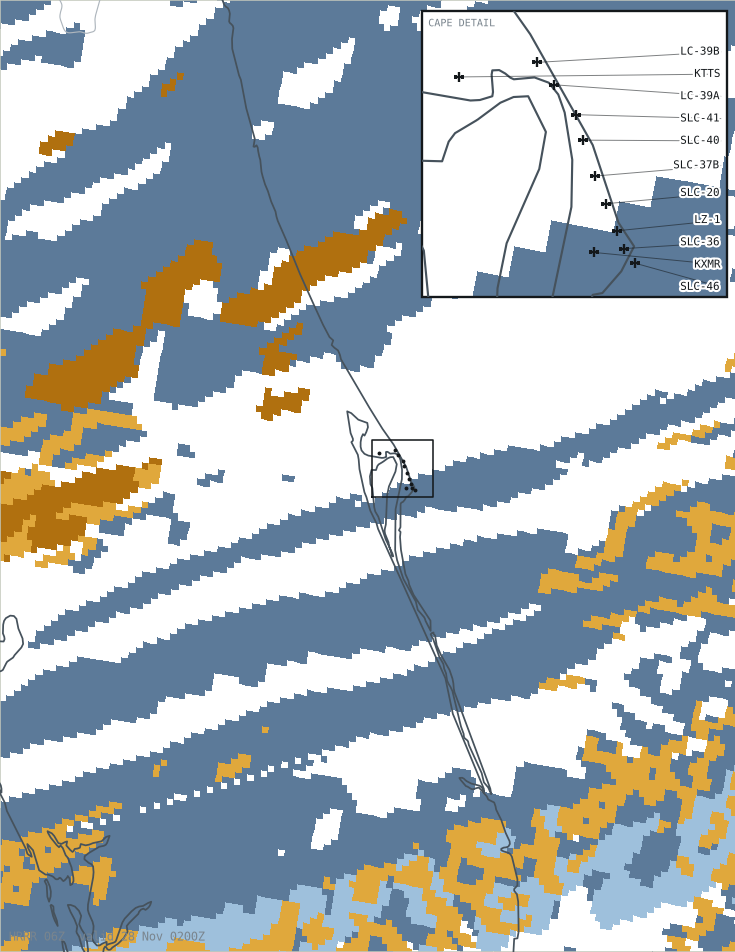 CAPE DETAIL
LC-39B
KTTS
LC-39A
SLC-41
SLC-40
SLC-37B
SLC-20
LZ-1
SLC-36
KXMR
SLC-46
28 Nov 0200Z